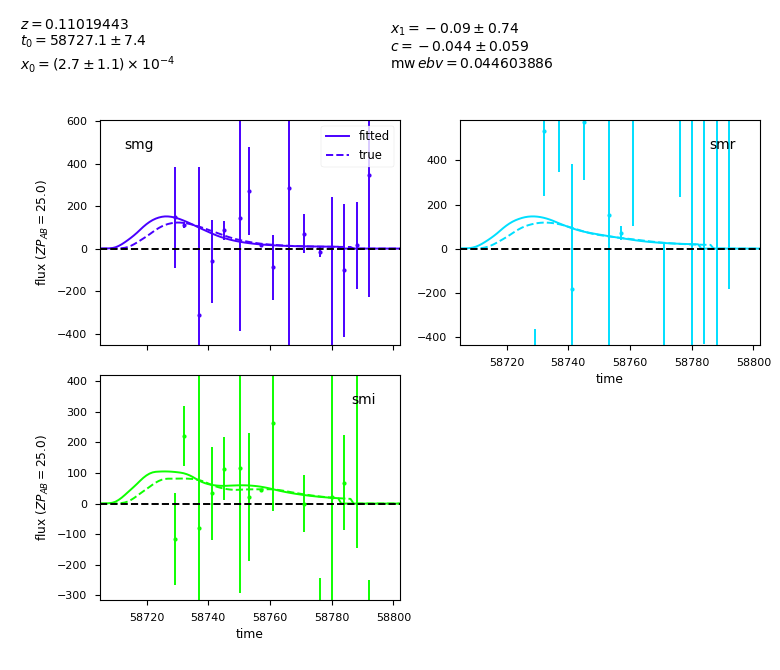 z = 0.11019443
t₀ = 58727.1 ± 7.4
x₀ = (2.7 ± 1.1) × 10⁻⁴
x₁ = −0.09 ± 0.74
c = −0.044 ± 0.059
mw ebv = 0.044603886
600
400
200
0
−200
−400
flux (ZP_AB = 25.0)
smg
fitted
true
400
200
0
−200
−400
smr
58720 58740 58760 58780 58800
time
400
300
200
100
0
−100
−200
−300
flux (ZP_AB = 25.0)
smi
58720 58740 58760 58780 58800
time